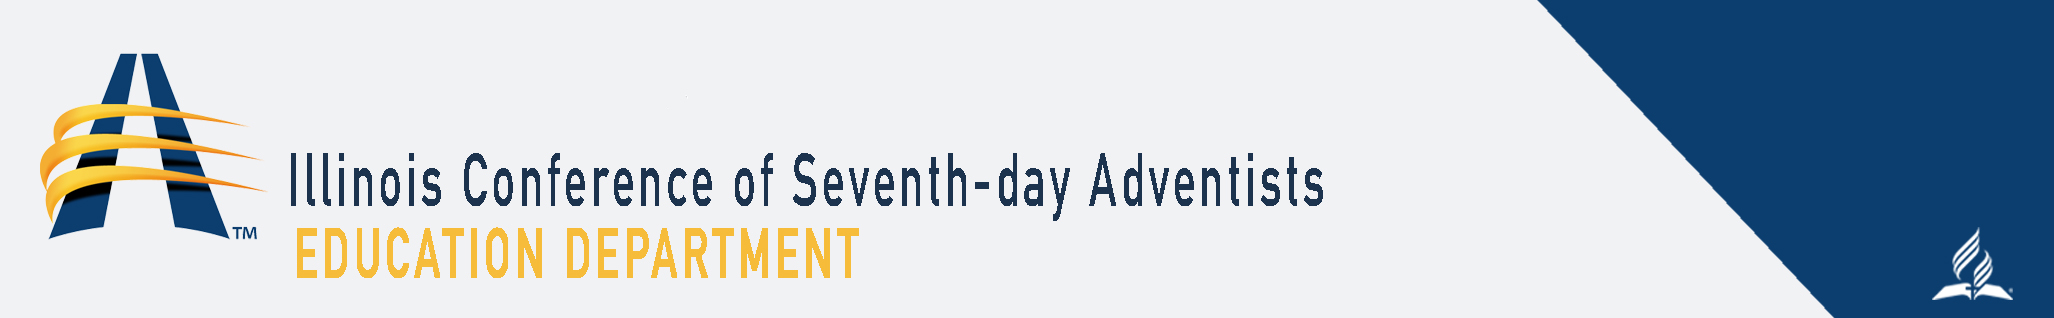 Illinois Conference of Seventh-day Adventists
EDUCATION DEPARTMENT
TM